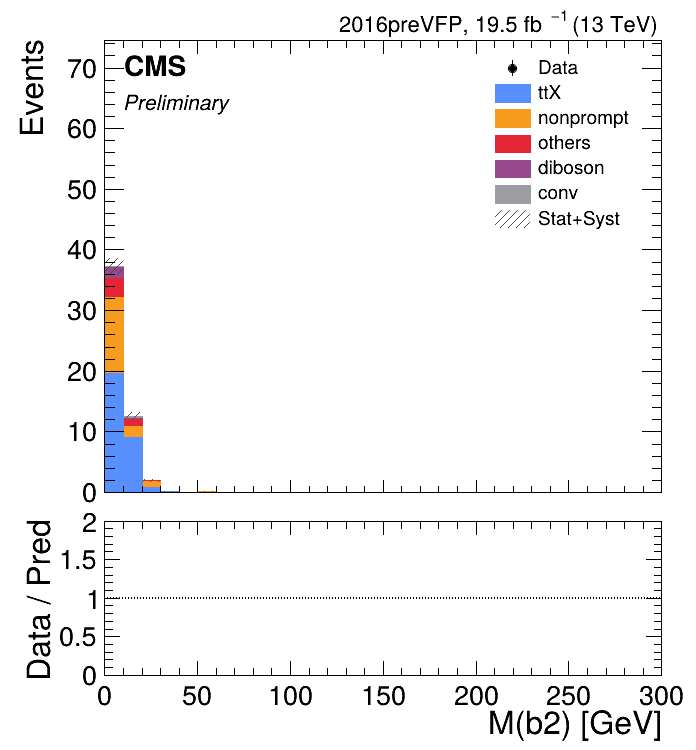 2016preVFP, 19.5 fb⁻¹ (13 TeV)
CMS
Preliminary
Events
70
60
50
40
30
20
10
0
Data
ttX
nonprompt
others
diboson
conv
Stat+Syst
Data / Pred
2
1.5
1
0.5
0
0 50 100 150 200 250 300
M(b2) [GeV]